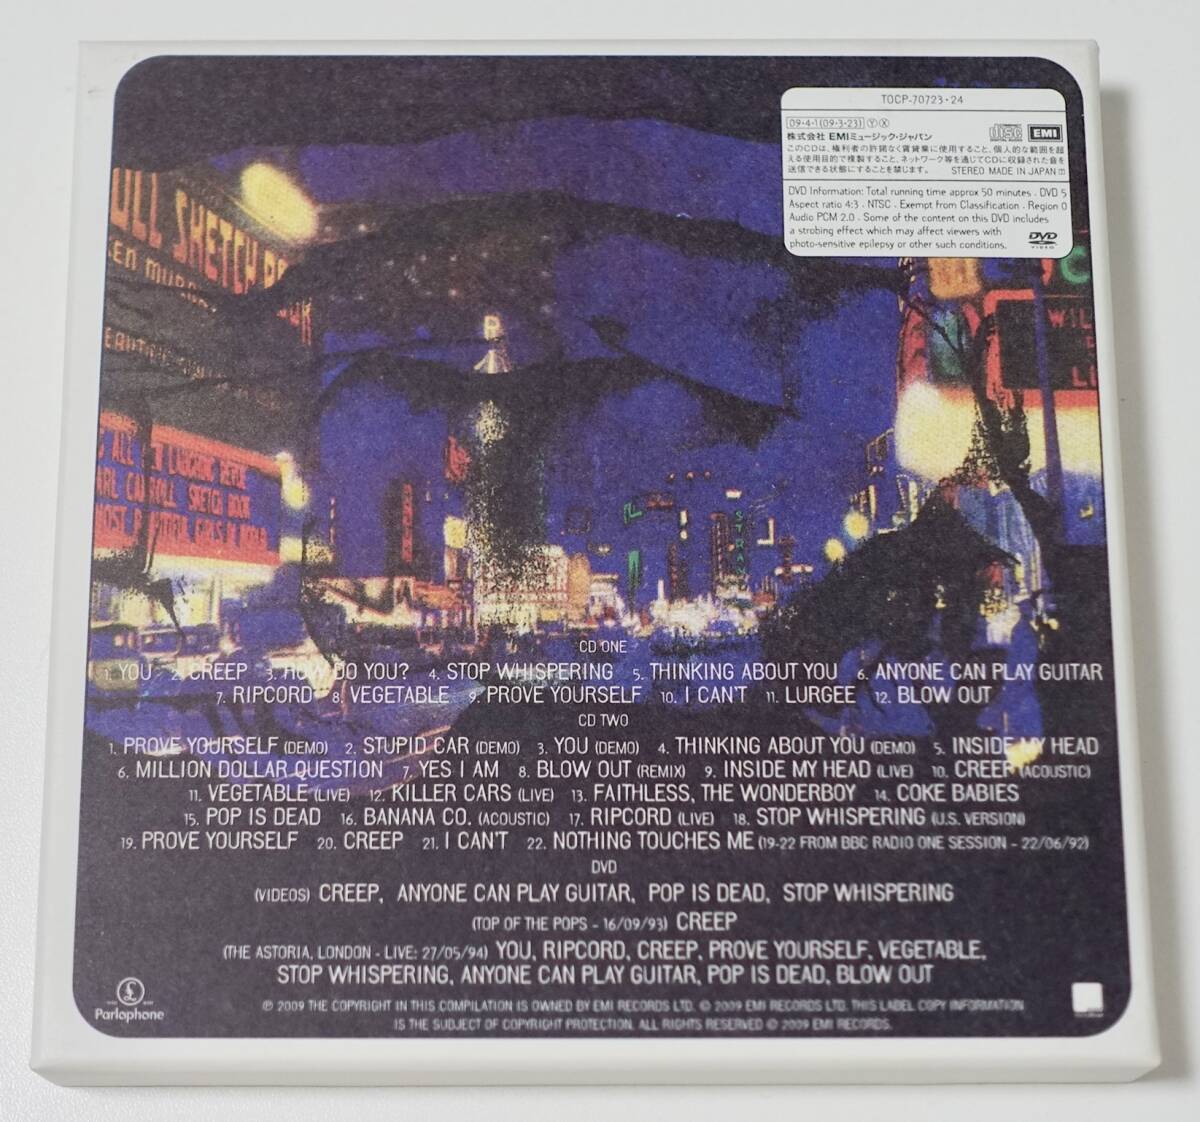 TOCP-70723・24
09・4・1(09・3・23) Ⓨ Ⓧ
株式会社 EMIミュージック・ジャパン
EMI
このCDは、権利者の許諾なく賃貸業に使用すること、個人的な範囲を超
える使用目的で複製すること、ネットワーク等を通じてCDに収録された音を
送信できる状態にすることを禁じます。 STEREO MADE IN JAPAN
DVD Information: Total running time approx 50 minutes . DVD 5
Aspect ratio 4:3 . NTSC . Exempt from Classification . Region 0
Audio PCM 2.0 . Some of the content on this DVD includes
a strobing effect which may affect viewers with
photo-sensitive epilepsy or other such conditions.
DVD
VIDEO
SKETCH
KEN MURR
WIL
ALL
LAUGHING REVUE
ARL CARROLL SKETCH BOOK
MOST BEAUTIFUL GIRLS
CD ONE
1. YOU 2. CREEP 3. HOW DO YOU? 4. STOP WHISPERING 5. THINKING ABOUT YOU 6. ANYONE CAN PLAY GUITAR
7. RIPCORD 8. VEGETABLE 9. PROVE YOURSELF 10. I CAN'T 11. LURGEE 12. BLOW OUT
CD TWO
1. PROVE YOURSELF (DEMO) 2. STUPID CAR (DEMO) 3. YOU (DEMO) 4. THINKING ABOUT YOU (DEMO) 5. INSIDE MY HEAD
6. MILLION DOLLAR QUESTION 7. YES I AM 8. BLOW OUT (REMIX) 9. INSIDE MY HEAD (LIVE) 10. CREEP (ACOUSTIC)
11. VEGETABLE (LIVE) 12. KILLER CARS (LIVE) 13. FAITHLESS, THE WONDERBOY 14. COKE BABIES
15. POP IS DEAD 16. BANANA CO. (ACOUSTIC) 17. RIPCORD (LIVE) 18. STOP WHISPERING (U.S. VERSION)
19. PROVE YOURSELF 20. CREEP 21. I CAN'T 22. NOTHING TOUCHES ME (19-22 FROM BBC RADIO ONE SESSION - 22/06/92)
DVD
(VIDEOS) CREEP, ANYONE CAN PLAY GUITAR, POP IS DEAD, STOP WHISPERING
(TOP OF THE POPS - 16/09/93) CREEP
(THE ASTORIA, LONDON - LIVE: 27/05/94) YOU, RIPCORD, CREEP, PROVE YOURSELF, VEGETABLE,
STOP WHISPERING, ANYONE CAN PLAY GUITAR, POP IS DEAD, BLOW OUT
℗ 2009 THE COPYRIGHT IN THIS COMPILATION IS OWNED BY EMI RECORDS LTD. © 2009 EMI RECORDS LTD. THIS LABEL COPY INFORMATION
IS THE SUBJECT OF COPYRIGHT PROTECTION. ALL RIGHTS RESERVED © 2009 EMI RECORDS.
Parlophone